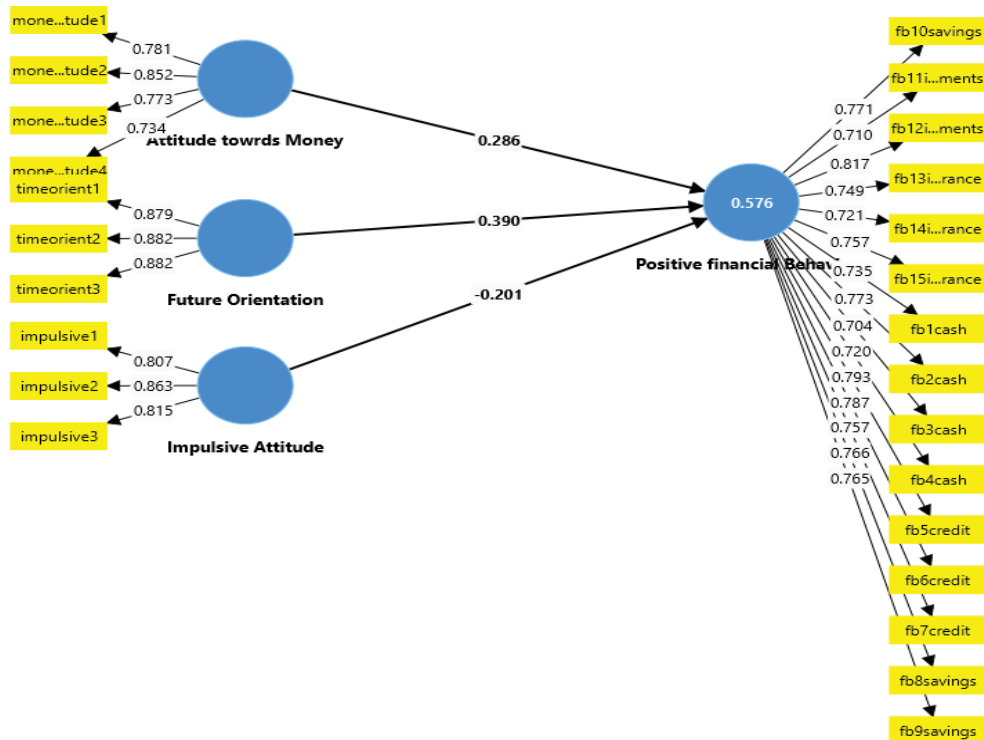 mone...tude1
mone...tude2
mone...tude3
mone...tude4
0.781
0.852
0.773
0.734
Attitude towrds Money
timeorient1
timeorient2
timeorient3
0.879
0.882
0.882
Future Orientation
impulsive1
impulsive2
impulsive3
0.807
0.863
0.815
Impulsive Attitude
0.286
0.390
-0.201
0.576
Positive financial Behav
0.771
0.710
0.817
0.749
0.721
0.757
0.735
0.773
0.704
0.720
0.793
0.787
0.757
0.766
0.765
fb10savings
fb11i...ments
fb12i...ments
fb13i...rance
fb14i...rance
fb15i...rance
fb1cash
fb2cash
fb3cash
fb4cash
fb5credit
fb6credit
fb7credit
fb8savings
fb9savings